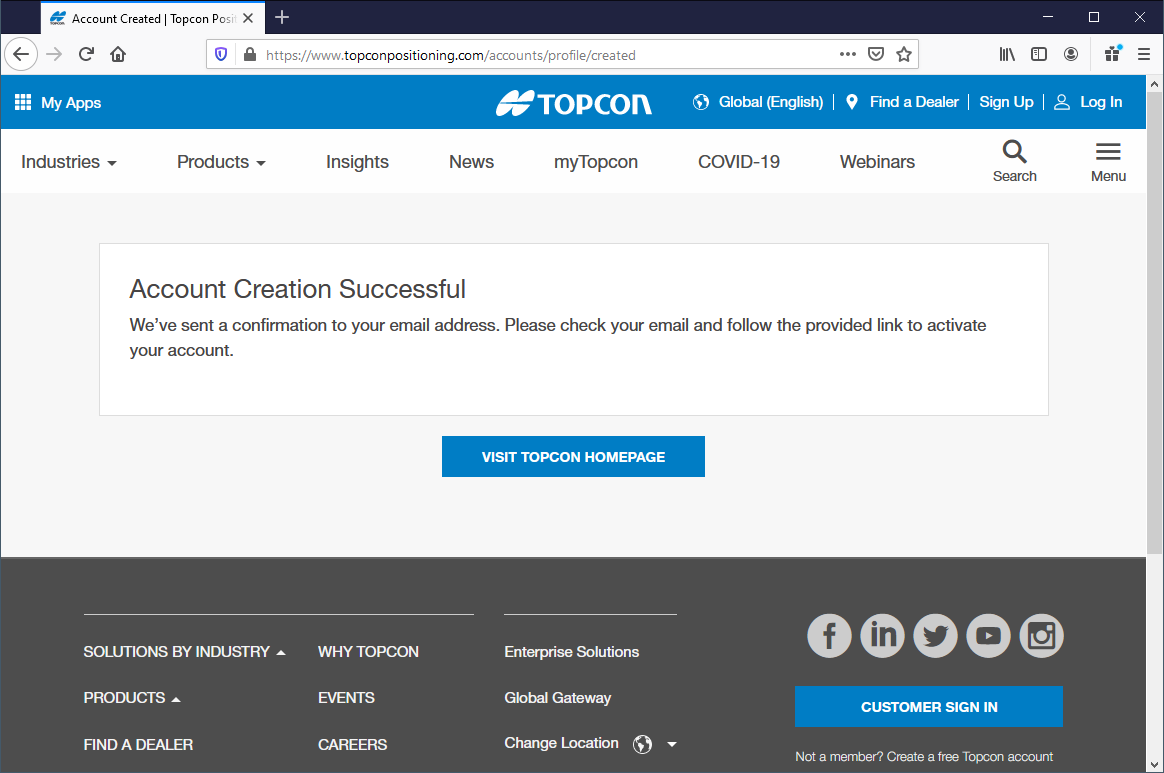 Account Created | Topcon Posit
https://www.topconpositioning.com/accounts/profile/created
My Apps
TOPCON
Global (English)
Find a Dealer
Sign Up
Log In
Industries
Products
Insights
News
myTopcon
COVID-19
Webinars
Search
Menu
Account Creation Successful
We've sent a confirmation to your email address. Please check your email and follow the provided link to activate
your account.
VISIT TOPCON HOMEPAGE
SOLUTIONS BY INDUSTRY
WHY TOPCON
Enterprise Solutions
PRODUCTS
EVENTS
Global Gateway
CUSTOMER SIGN IN
FIND A DEALER
CAREERS
Change Location
Not a member? Create a free Topcon account